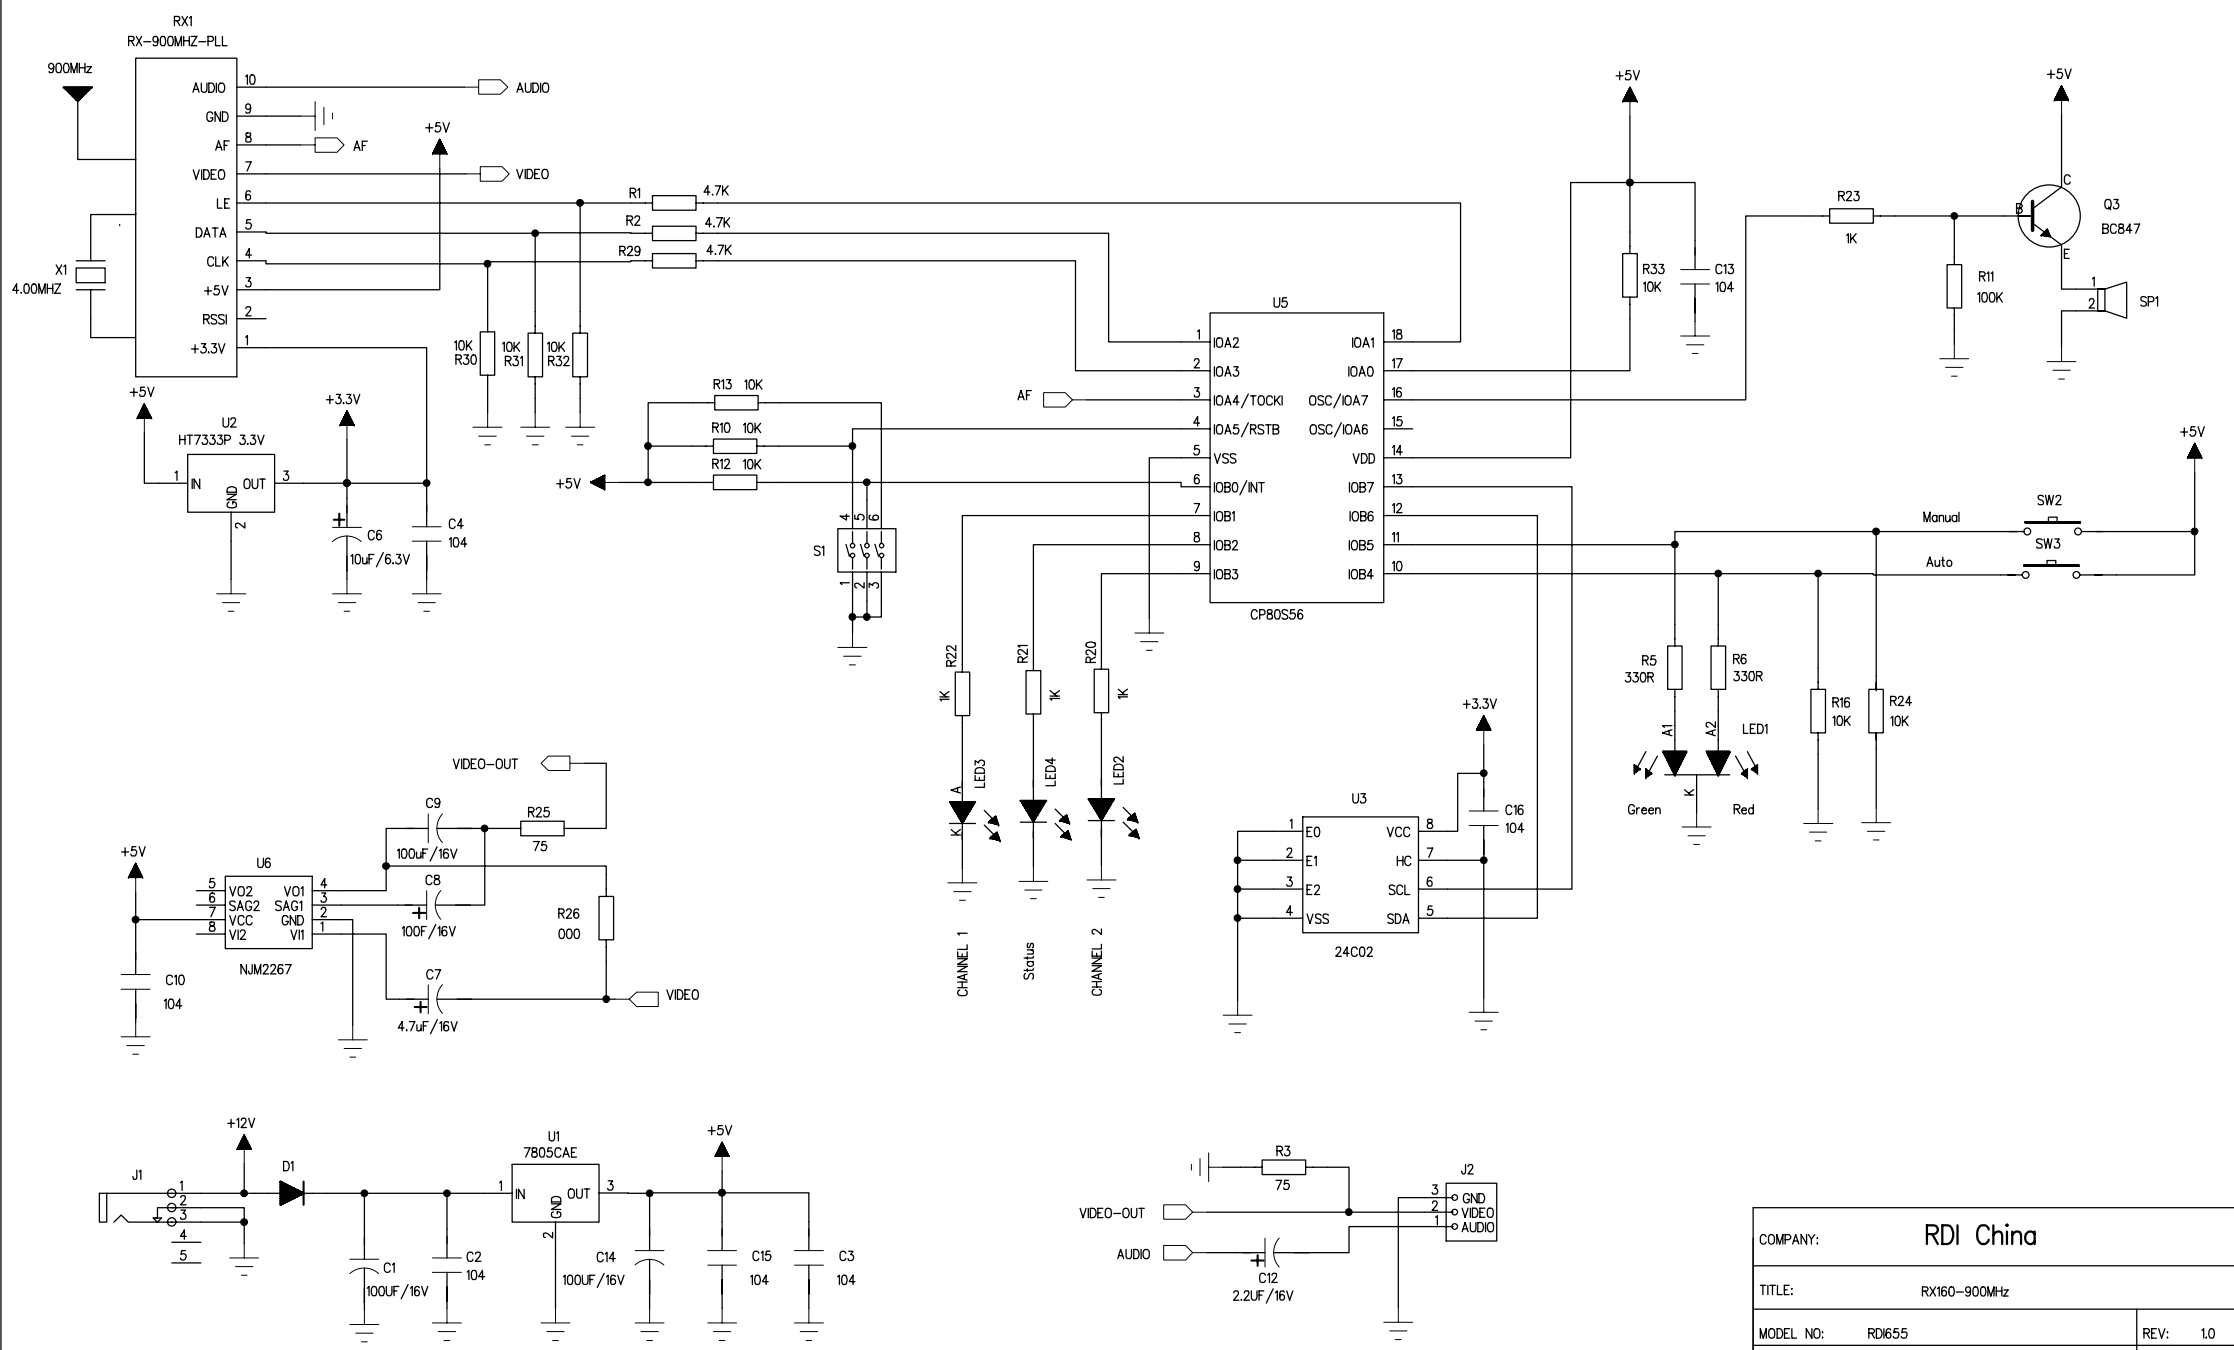 RX1
RX-900MHZ-PLL
900MHz
AUDIO 10
AUDIO
GND 9
AF 8
AF
VIDEO 7
VIDEO
LE 6
DATA 5
CLK 4
+5V 3
RSSI 2
+3.3V 1
+5V
X1
4.00MHZ
R1 4.7K
R2 4.7K
R29 4.7K
10K
R30
10K
R31
10K
R32
+5V
U2
HT7333P 3.3V
1 IN OUT 3
GND
2
+3.3V
C6
10uF/6.3V
C4
104
R13 10K
R10 10K
R12 10K
+5V
4 5 6
S1
1 2 3
AF
U5
1 IOA2
2 IOA3
3 IOA4/TOCKI
4 IOA5/RSTB
5 VSS
6 IOB0/INT
7 IOB1
8 IOB2
9 IOB3
IOA1 18
IOA0 17
OSC/IOA7 16
OSC/IOA6 15
VDD 14
IOB7 13
IOB6 12
IOB5 11
IOB4 10
CP80S56
+5V
R33
10K
C13
104
+5V
R23
1K
R11
100K
B
C
E
Q3
BC847
1
2
SP1
+5V
SW2
Manual
SW3
Auto
R5
330R
R6
330R
R16
10K
R24
10K
A1
A2
LED1
K
Green
Red
R22
1K
R21
1K
R20
1K
A
K
LED3
LED4
LED2
CHANNEL 1
Status
CHANNEL 2
+3.3V
C16
104
U3
1 E0
2 E1
3 E2
4 VSS
VCC 8
HC 7
SCL 6
SDA 5
24C02
VIDEO-OUT
C9
100uF/16V
R25
75
C8
100F/16V
R26
000
C7
4.7uF/16V
VIDEO
+5V
U6
5 VO2 VO1 4
6 SAG2 SAG1 3
7 VCC GND 2
8 VI2 VI1 1
NJM2267
C10
104
J1
1
2
3
4
5
+12V
D1
C1
100UF/16V
C2
104
U1
7805CAE
1 IN OUT 3
GND
2
C14
100UF/16V
+5V
C15
104
C3
104
R3
75
VIDEO-OUT
AUDIO
C12
2.2UF/16V
J2
3 GND
2 VIDEO
1 AUDIO
COMPANY: RDI China
TITLE: RX160-900MHz
MODEL NO: RDI655 REV: 1.0